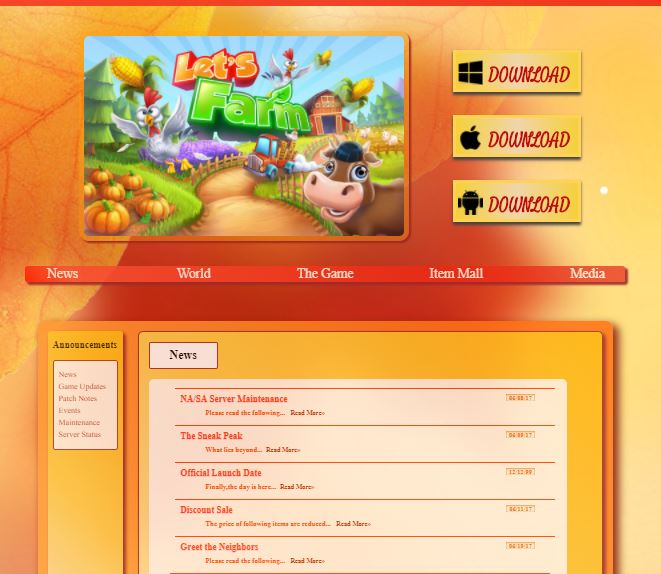 Let's
Farm
DOWNLOAD
DOWNLOAD
DOWNLOAD
News World The Game Item Mall Media
Announcements
News
Game Updates
Patch Notes
Events
Maintenance
Server Status
News
NA/SA Server Maintenance 06/08/17
Please read the following... Read More»
The Sneak Peak 06/09/17
What lies beyond... Read More»
Official Launch Date 12/12/09
Finally,the day is here... Read More»
Discount Sale 06/11/17
The price of following items are reduced... Read More»
Greet the Neighbors 06/10/17
Please read the following... Read More»